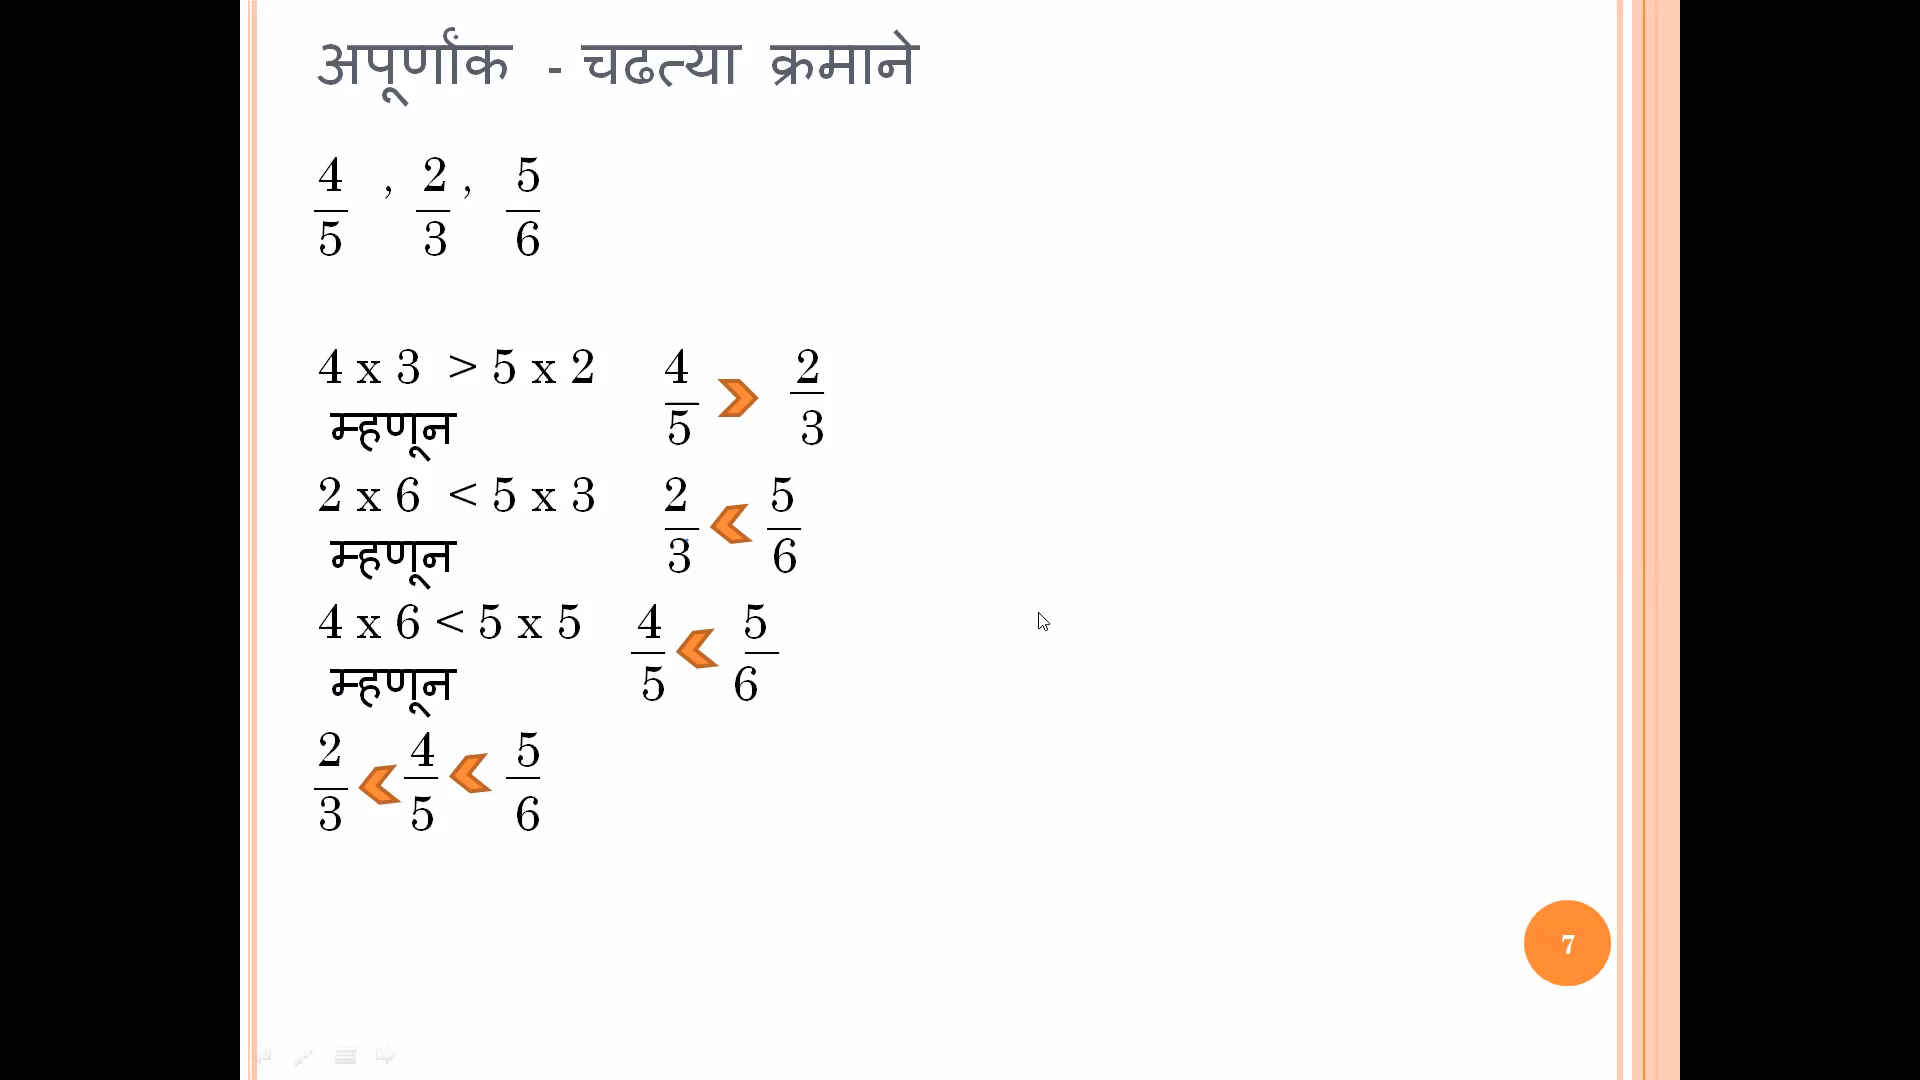 अपूर्णांक - चढत्या क्रमाने
4/5 , 2/3 , 5/6
4 x 3 > 5 x 2 4/5 > 2/3
म्हणून
2 x 6 < 5 x 3 2/3 < 5/6
म्हणून
4 x 6 < 5 x 5 4/5 < 5/6
म्हणून
2/3 < 4/5 < 5/6
7